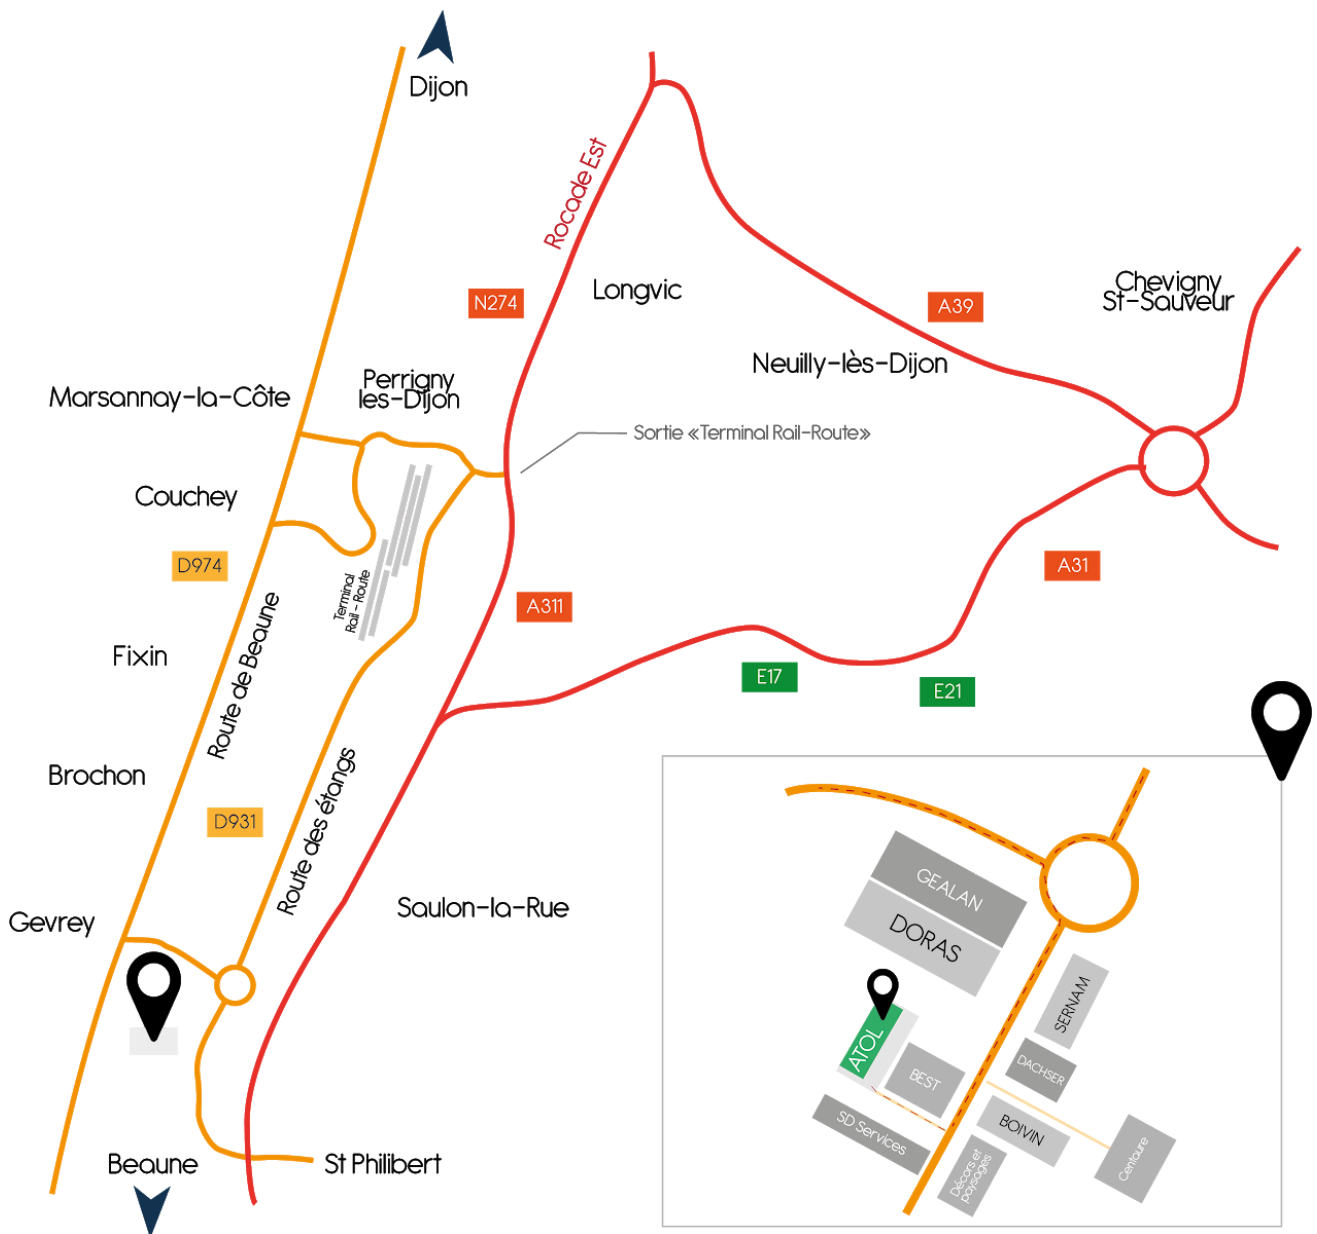 Dijon
Rocade Est
N274
Longvic
A39
Chevigny
St-Sauveur
Neuilly-lès-Dijon
Marsannay-la-Côte
Perrigny
les-Dijon
Sortie «Terminal Rail-Route»
Couchey
D974
Terminal
Rail - Route
A311
A31
Fixin
Route de Beaune
E17
E21
Brochon
D931
Route des étangs
Gevrey
Saulon-la-Rue
Beaune
St Philibert
GEALAN
DORAS
SERNAM
ATOL
BEST
DACHSER
SD Services
BOIVIN
Décors et
paysages
Centaure